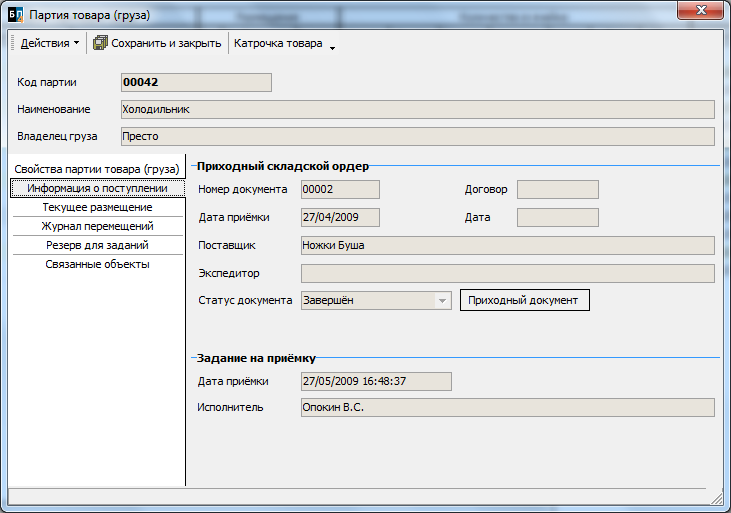 Партия товара (груза)
Действия Сохранить и закрыть Катрочка товара
Код партии 00042
Наименование Холодильник
Владелец груза Престо
Свойства партии товара (груза)
Информация о поступлении
Текущее размещение
Журнал перемещений
Резерв для заданий
Связанные объекты
Приходный складской ордер
Номер документа 00002 Договор
Дата приёмки 27/04/2009 Дата
Поставщик Ножки Буша
Экспедитор
Статус документа Завершён Приходный документ
Задание на приёмку
Дата приёмки 27/05/2009 16:48:37
Исполнитель Опокин В.С.